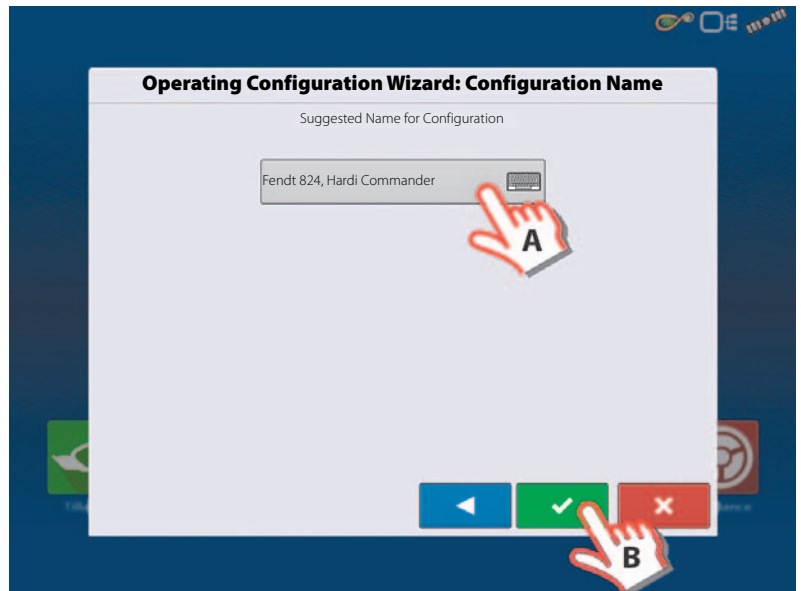 Operating Configuration Wizard: Configuration Name
Suggested Name for Configuration
Fendt 824, Hardi Commander
A
B